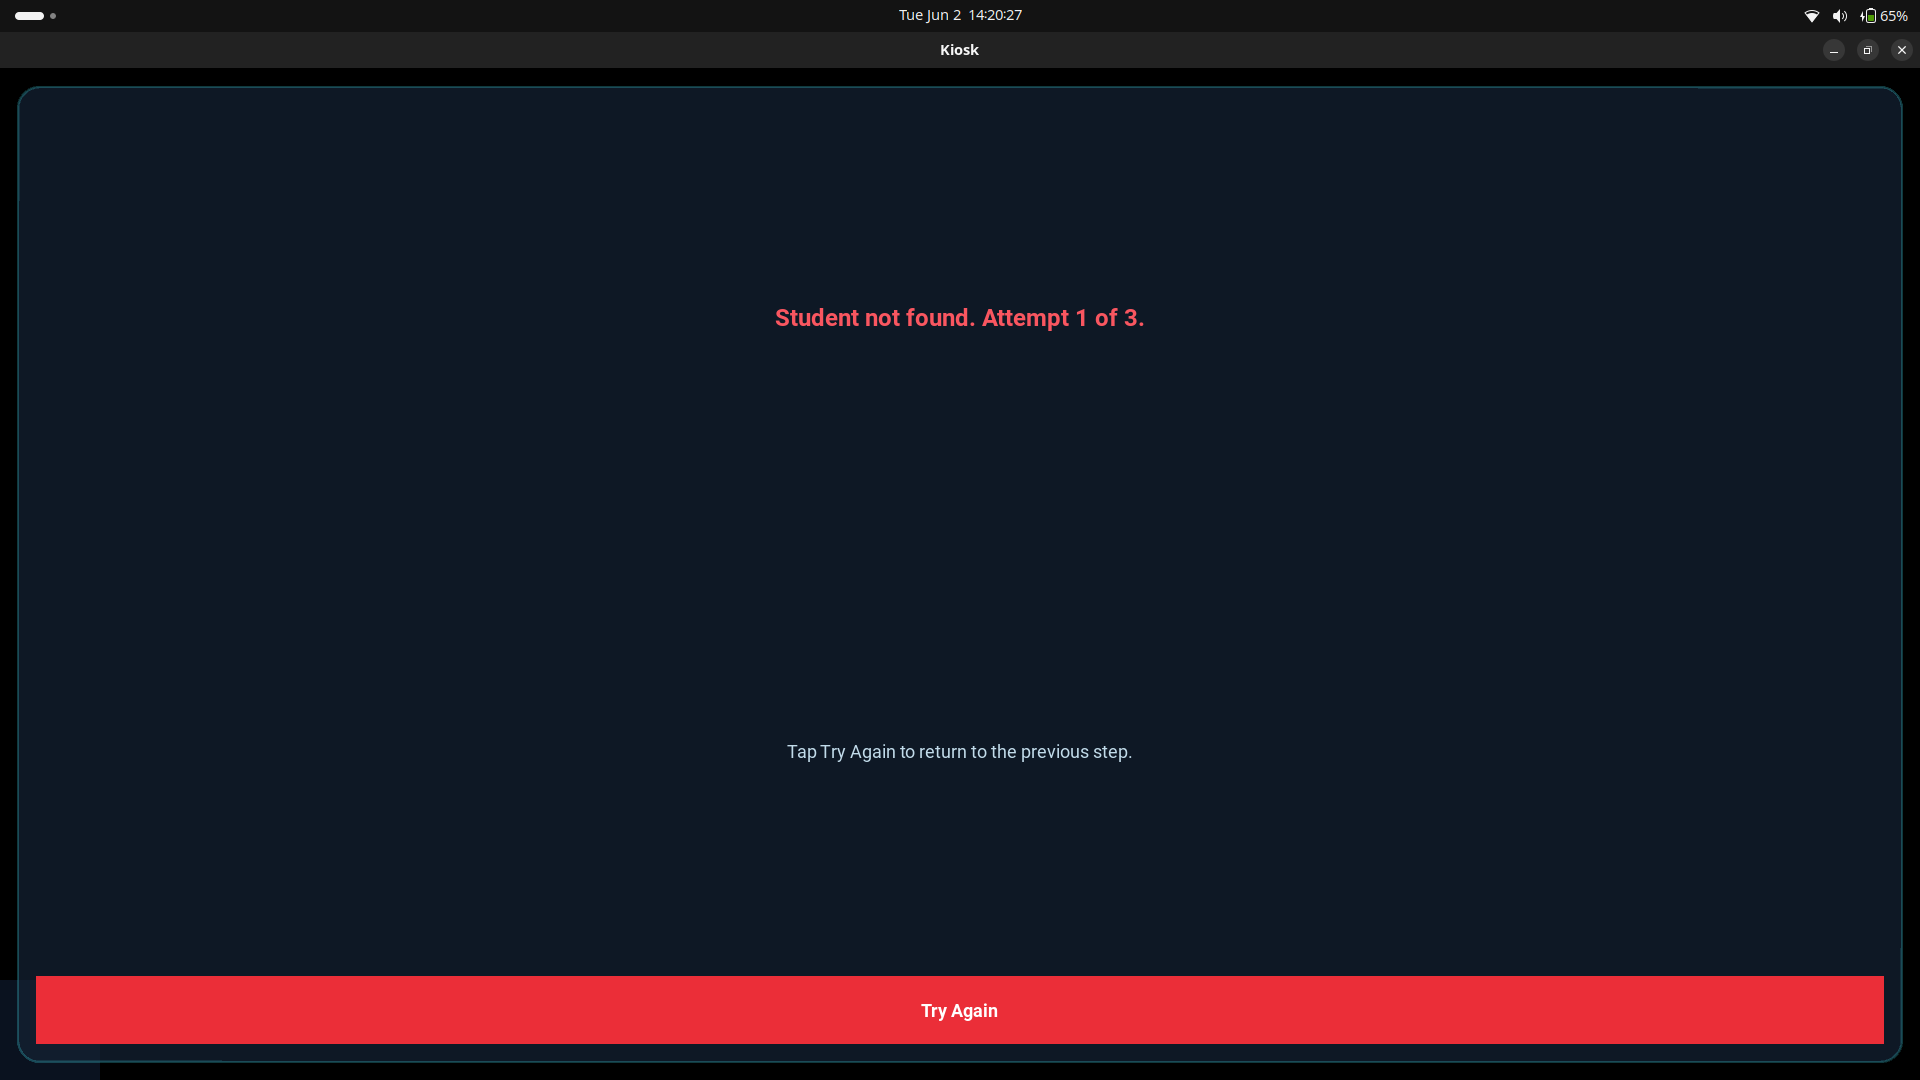 Tue Jun 2 14:20:27
65%
Kiosk
Student not found. Attempt 1 of 3.
Tap Try Again to return to the previous step.
Try Again